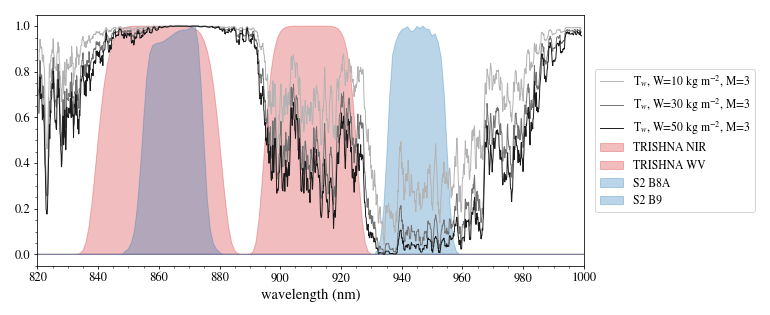 1.0
0.8
0.6
0.4
0.2
0.0
820 840 860 880 900 920 940 960 980 1000
wavelength (nm)
T_w, W=10 kg m⁻², M=3
T_w, W=30 kg m⁻², M=3
T_w, W=50 kg m⁻², M=3
TRISHNA NIR
TRISHNA WV
S2 B8A
S2 B9